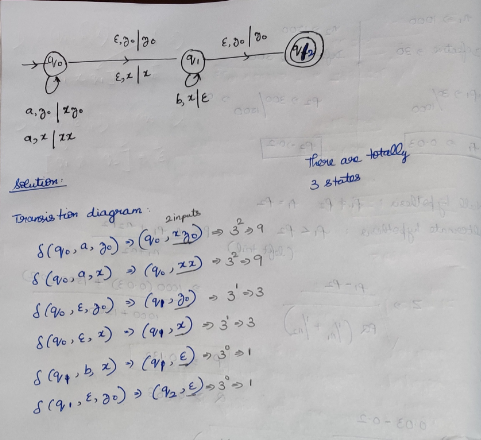 ε, z₀ | z₀
ε, z₀ | z₀
q₀
q₁
q₂
ε, x | x
b, x | ε
a, z₀ | xz₀
a, x | xx
There are totally
3 states
Solution:
Transistion diagram:
2 inputs
δ(q₀, a, z₀) ⇒ (q₀, xz₀) ⇒ 3² ⇒ 9
δ(q₀, a, x) ⇒ (q₀, xx) ⇒ 3² ⇒ 9
δ(q₀, ε, z₀) ⇒ (q₁, z₀) ⇒ 3¹ ⇒ 3
δ(q₀, ε, x) ⇒ (q₁, x) ⇒ 3¹ ⇒ 3
δ(q₁, b, x) ⇒ (q₁, ε) ⇒ 3⁰ ⇒ 1
δ(q₁, ε, z₀) ⇒ (q₂, ε) ⇒ 3⁰ ⇒ 1